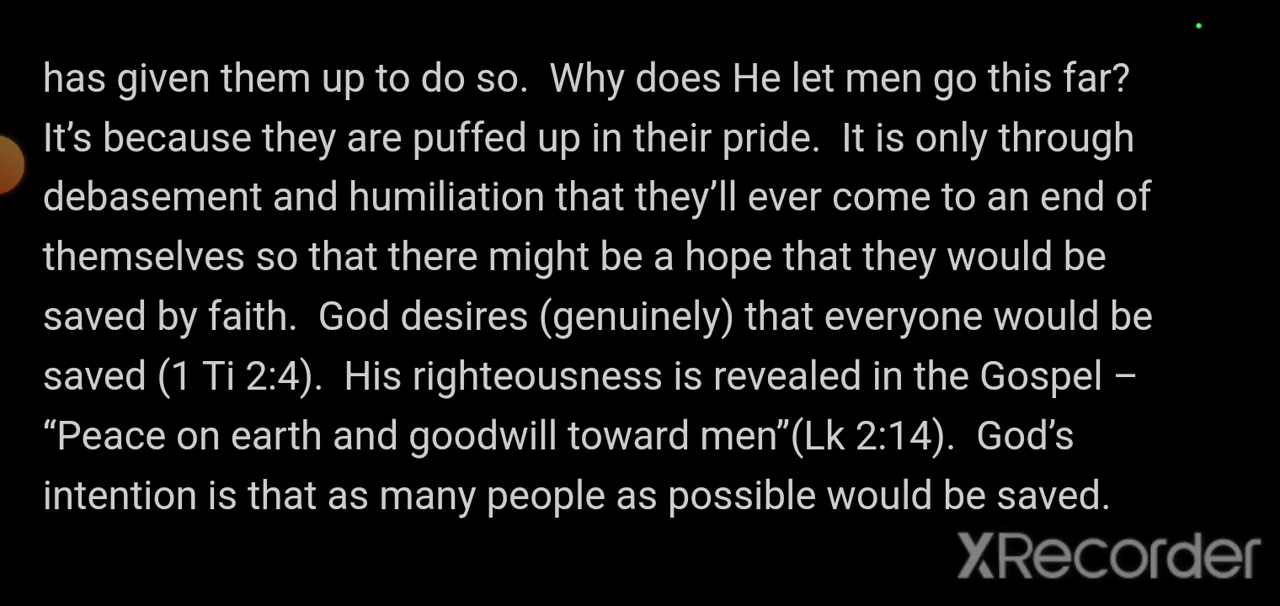 has given them up to do so.  Why does He let men go this far?
It’s because they are puffed up in their pride.  It is only through
debasement and humiliation that they’ll ever come to an end of
themselves so that there might be a hope that they would be
saved by faith.  God desires (genuinely) that everyone would be
saved (1 Ti 2:4).  His righteousness is revealed in the Gospel –
“Peace on earth and goodwill toward men”(Lk 2:14).  God’s
intention is that as many people as possible would be saved.
XRecorder